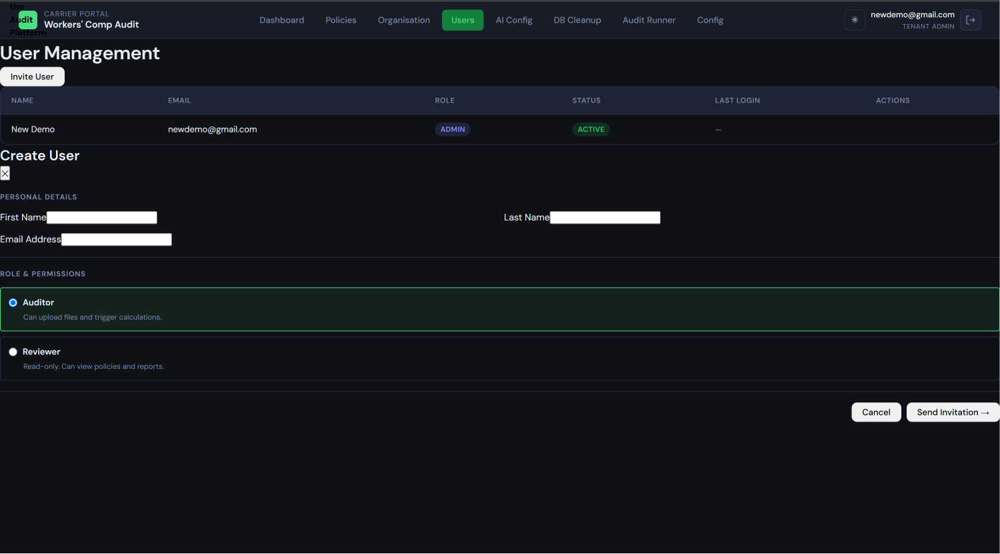 the
Audit
Platform
CARRIER PORTAL
Workers' Comp Audit
Dashboard
Policies
Organisation
Users
AI Config
DB Cleanup
Audit Runner
Config
newdemo@gmail.com
TENANT ADMIN
User Management
Invite User
NAME EMAIL ROLE STATUS LAST LOGIN ACTIONS
New Demo newdemo@gmail.com ADMIN ACTIVE —
Create User
×
PERSONAL DETAILS
First Name Last Name
Email Address
ROLE & PERMISSIONS
Auditor
Can upload files and trigger calculations.
Reviewer
Read-only. Can view policies and reports.
Cancel Send Invitation →